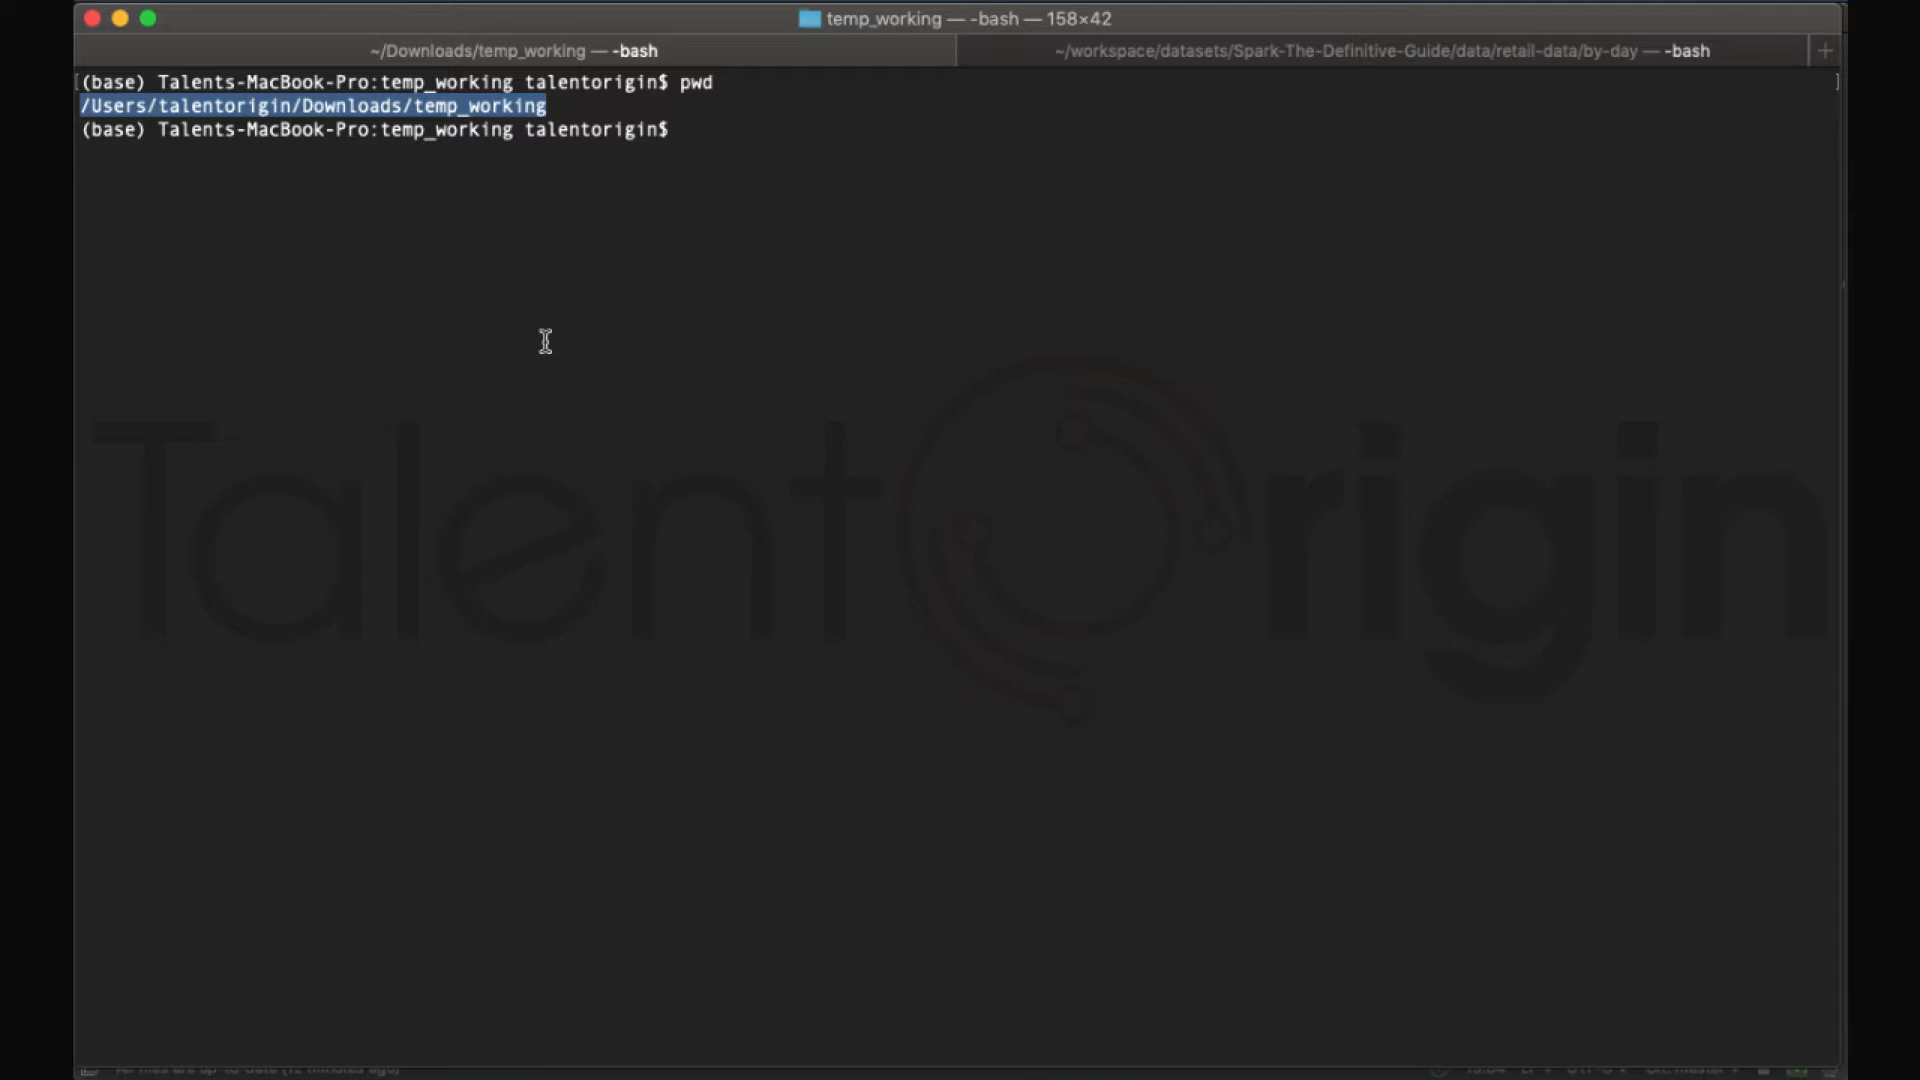 temp_working — -bash — 158×42
~/Downloads/temp_working — -bash
~/workspace/datasets/Spark-The-Definitive-Guide/data/retail-data/by-day — -bash
(base) Talents-MacBook-Pro:temp_working talentorigin$ pwd
/Users/talentorigin/Downloads/temp_working
(base) Talents-MacBook-Pro:temp_working talentorigin$
TalentOrigin